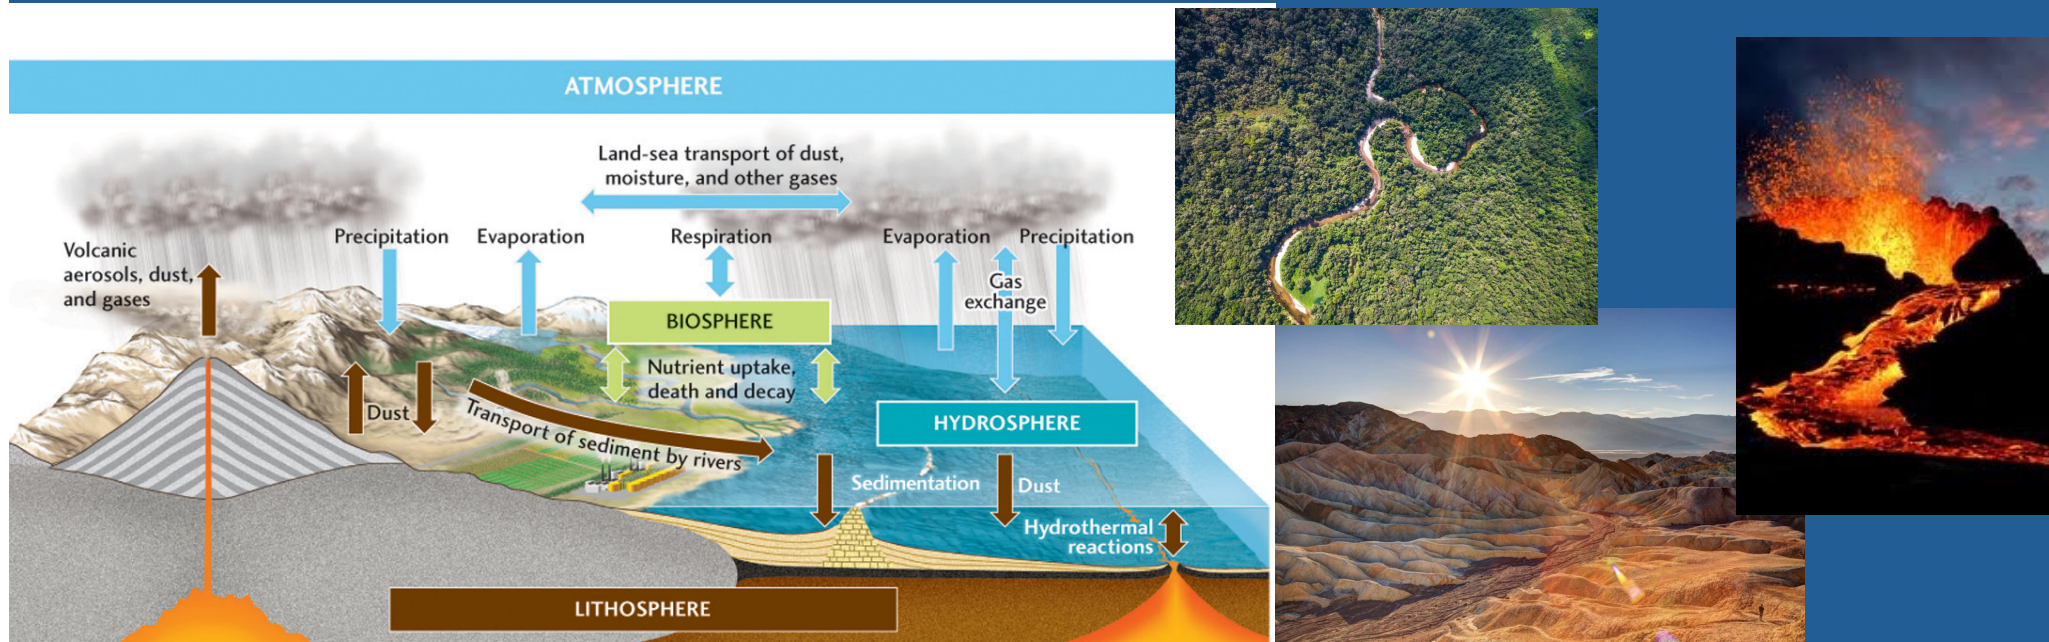 ATMOSPHERE
Land-sea transport of dust,
moisture, and other gases
Volcanic
aerosols, dust,
and gases
Precipitation
Evaporation
Respiration
Evaporation
Precipitation
Gas
exchange
BIOSPHERE
Nutrient uptake,
death and decay
Dust
Transport of sediment by rivers
HYDROSPHERE
Sedimentation
Dust
Hydrothermal
reactions
LITHOSPHERE